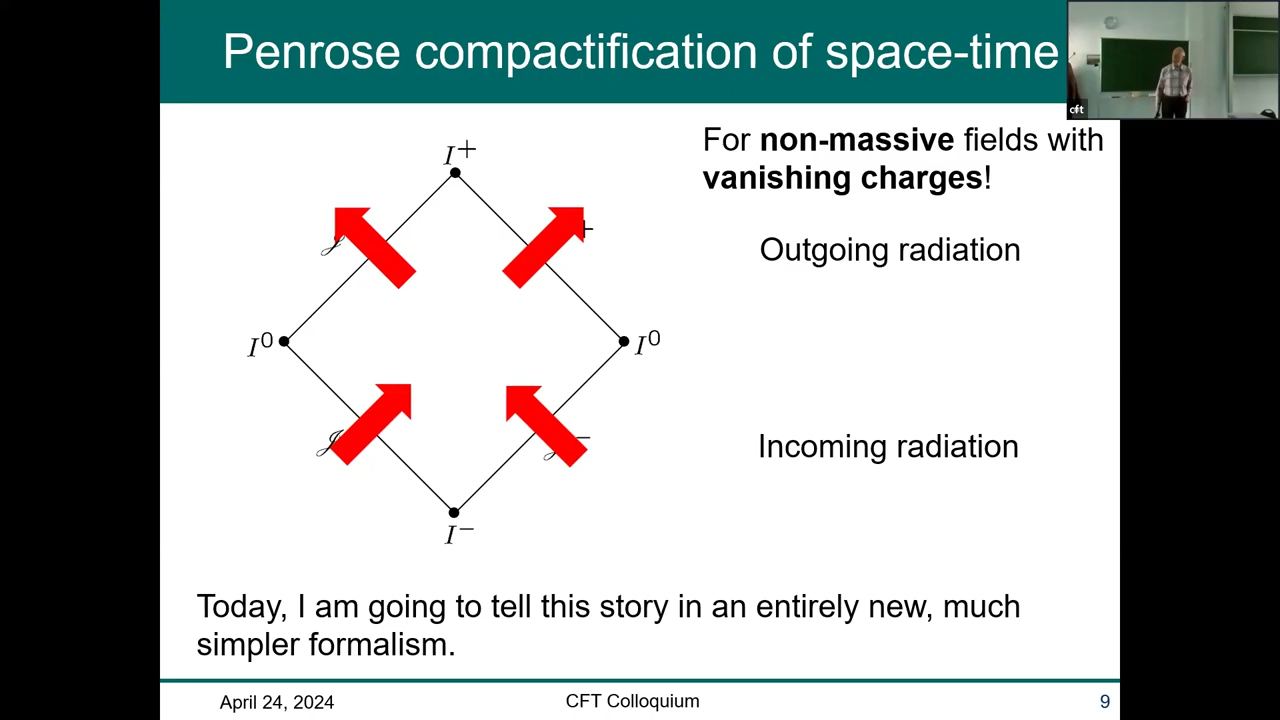 Penrose compactification of space-time
cft
For non-massive fields with
vanishing charges!
I+
+
Outgoing radiation
I0
I0
Incoming radiation
−
I−
Today, I am going to tell this story in an entirely new, much
simpler formalism.
April 24, 2024
CFT Colloquium
9